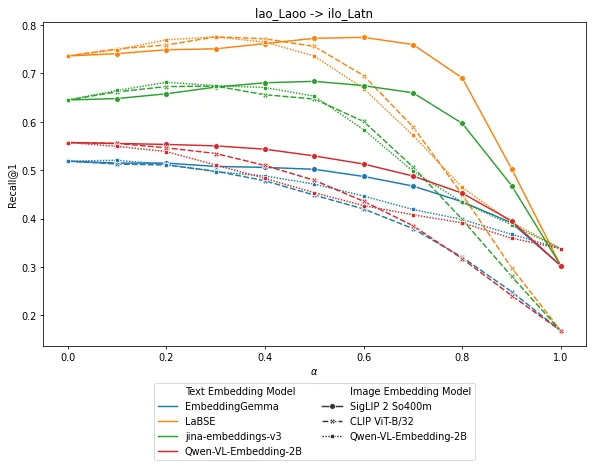 lao_Laoo -> ilo_Latn
0.8
0.7
0.6
0.5
0.4
0.3
0.2
Recall@1
0.0 0.2 0.4 0.6 0.8 1.0
α
Text Embedding Model
EmbeddingGemma
LaBSE
jina-embeddings-v3
Qwen-VL-Embedding-2B
Image Embedding Model
SigLIP 2 So400m
CLIP ViT-B/32
Qwen-VL-Embedding-2B